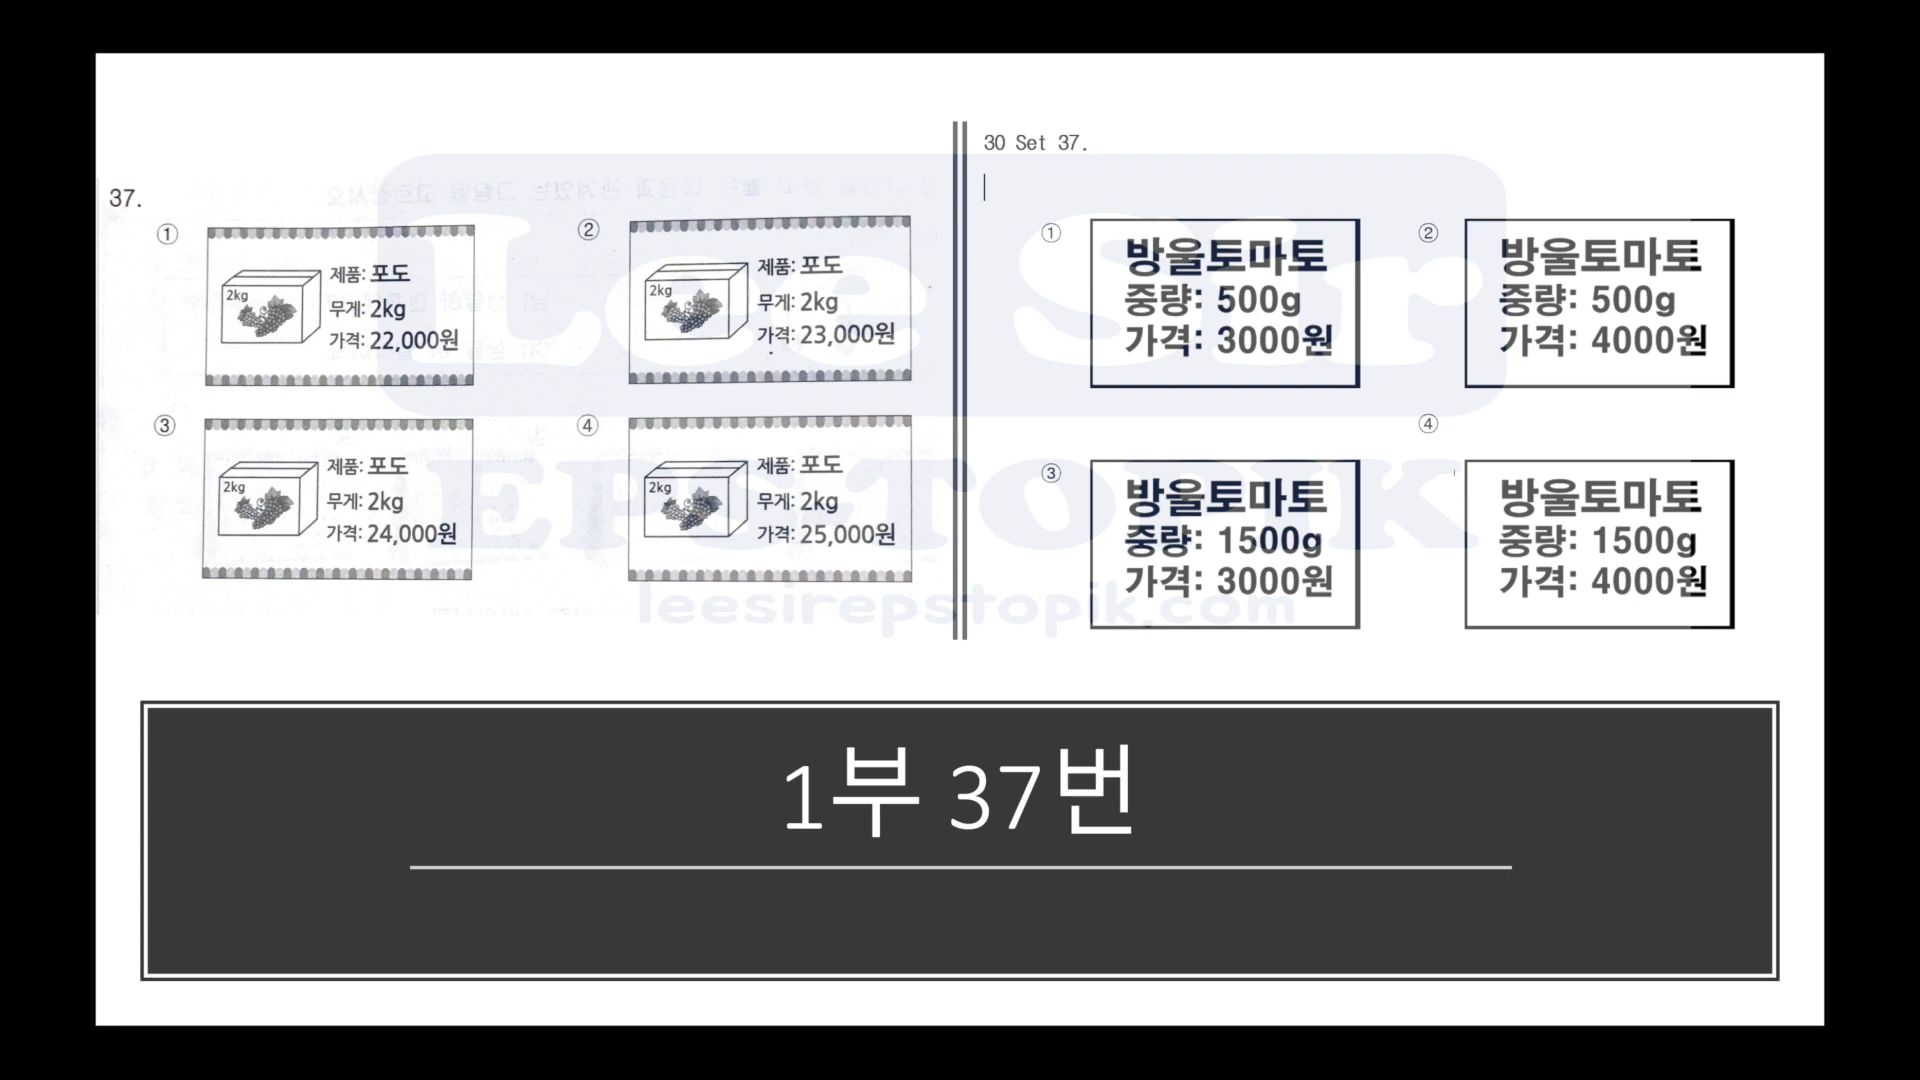 37.
①
2kg
제품: 포도
무게: 2kg
가격: 22,000원
②
2kg
제품: 포도
무게: 2kg
가격: 23,000원
③
2kg
제품: 포도
무게: 2kg
가격: 24,000원
④
2kg
제품: 포도
무게: 2kg
가격: 25,000원
30 Set 37.
①
방울토마토
중량: 500g
가격: 3000원
②
방울토마토
중량: 500g
가격: 4000원
③
방울토마토
중량: 1500g
가격: 3000원
④
방울토마토
중량: 1500g
가격: 4000원
Lee Sir
EPSTOPIK
leesirepstopik.com
1부 37번